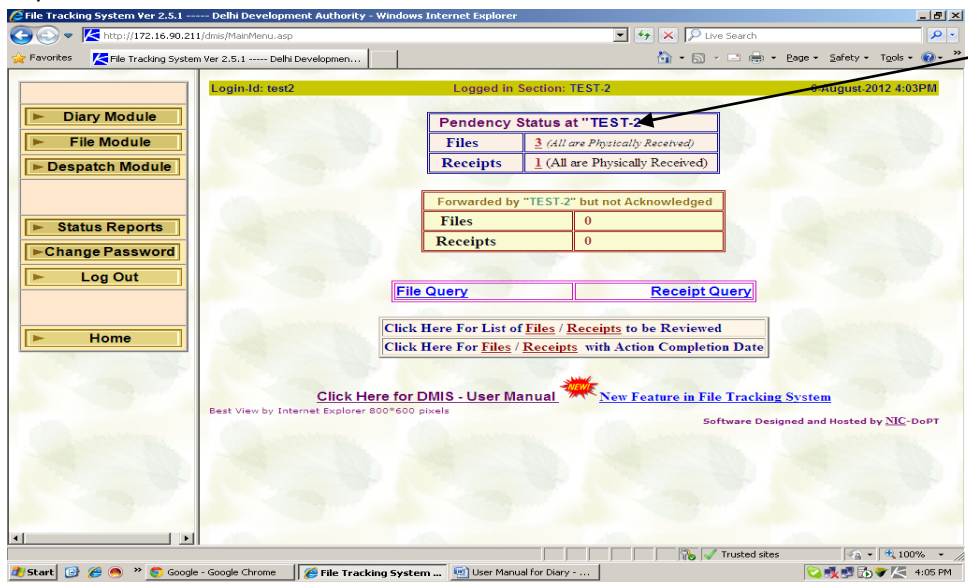 File Tracking System Ver 2.5.1 ---- Delhi Development Authority - Windows Internet Explorer
http://172.16.90.211/dmis/MainMenu.asp
Live Search
Favorites File Tracking System Ver 2.5.1 ----- Delhi Developmen...
Page Safety Tools
Login-Id: test2 Logged in Section: TEST-2 August-2012 4:03PM
Diary Module
File Module
Despatch Module
Status Reports
Change Password
Log Out
Home
Pendency Status at "TEST-2
Files 3 (All are Physically Received)
Receipts 1 (All are Physically Received)
Forwarded by "TEST-2" but not Acknowledged
Files 0
Receipts 0
File Query Receipt Query
Click Here For List of Files / Receipts to be Reviewed
Click Here For Files / Receipts with Action Completion Date
Click Here for DMIS - User Manual NEW! New Feature in File Tracking System
Best View by Internet Explorer 800*600 pixels
Software Designed and Hosted by NIC-DoPT
Trusted sites 100%
Start Google - Google Chrome File Tracking System ... User Manual for Diary - ... 4:05 PM